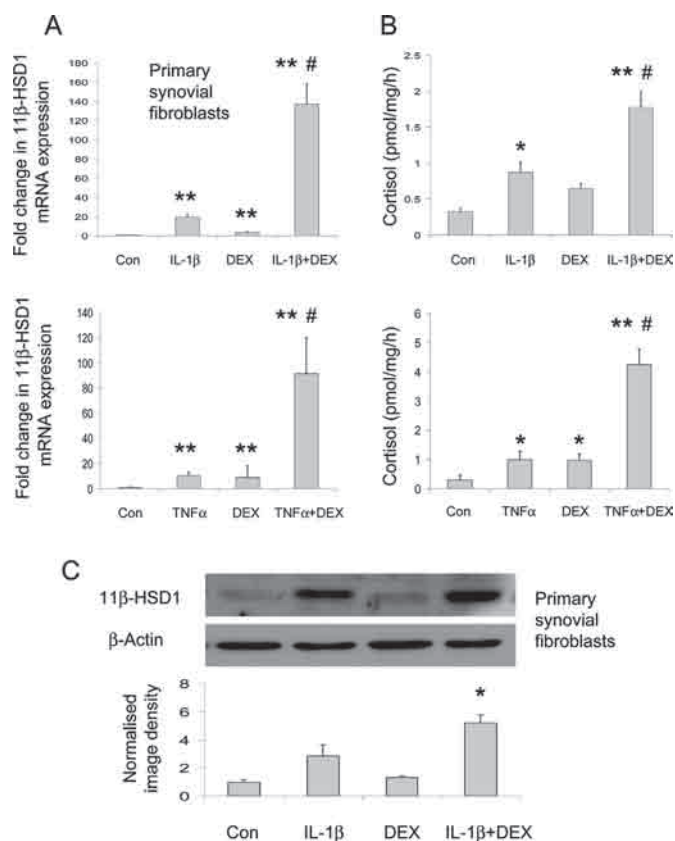 A
Fold change in 11β-HSD1
mRNA expression
180
160
140
120
100
80
60
40
20
0
Primary
synovial
fibroblasts
**
**
** #
Con IL-1β DEX IL-1β+DEX
B
Cortisol (pmol/mg/h)
2.5
2
1.5
1
0.5
0
*
** #
Con IL-1β DEX IL-1β+DEX
Fold change in 11β-HSD1
mRNA expression
140
120
100
80
60
40
20
0
**
**
** #
Con TNFα DEX TNFα+DEX
Cortisol (pmol/mg/h)
6
5
4
3
2
1
0
*
*
** #
Con TNFα DEX TNFα+DEX
C
11β-HSD1
β-Actin
Primary
synovial
fibroblasts
Normalised
image density
8
6
4
2
0
*
Con IL-1β DEX IL-1β+DEX